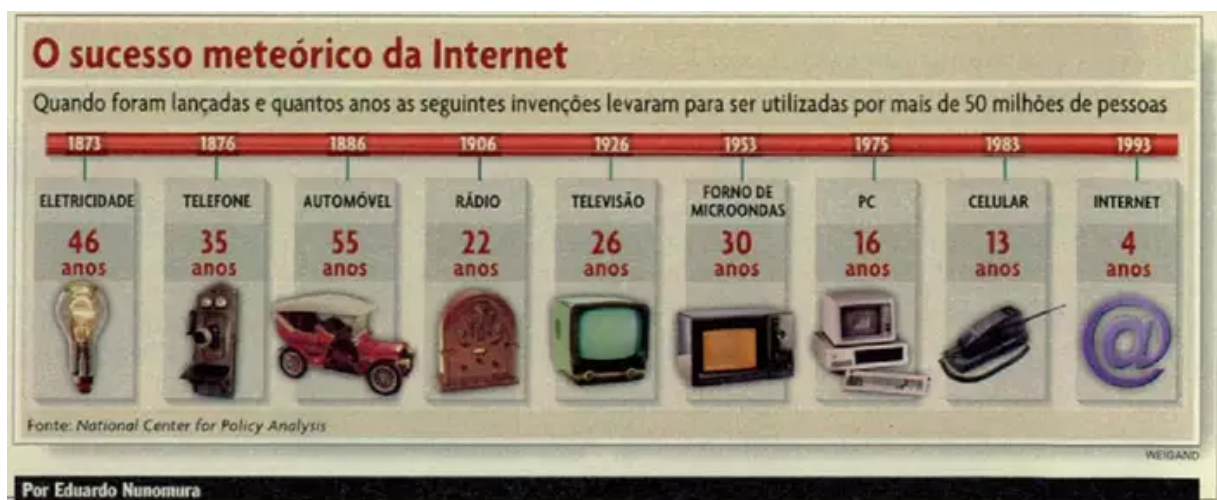 O sucesso meteórico da Internet
Quando foram lançadas e quantos anos as seguintes invenções levaram para ser utilizadas por mais de 50 milhões de pessoas
1873 1876 1886 1906 1926 1953 1975 1983 1993
ELETRICIDADE TELEFONE AUTOMÓVEL RÁDIO TELEVISÃO FORNO DE MICROONDAS PC CELULAR INTERNET
46 anos 35 anos 55 anos 22 anos 26 anos 30 anos 16 anos 13 anos 4 anos
@
Fonte: National Center for Policy Analysis
WEIGAND
Por Eduardo Nunomura